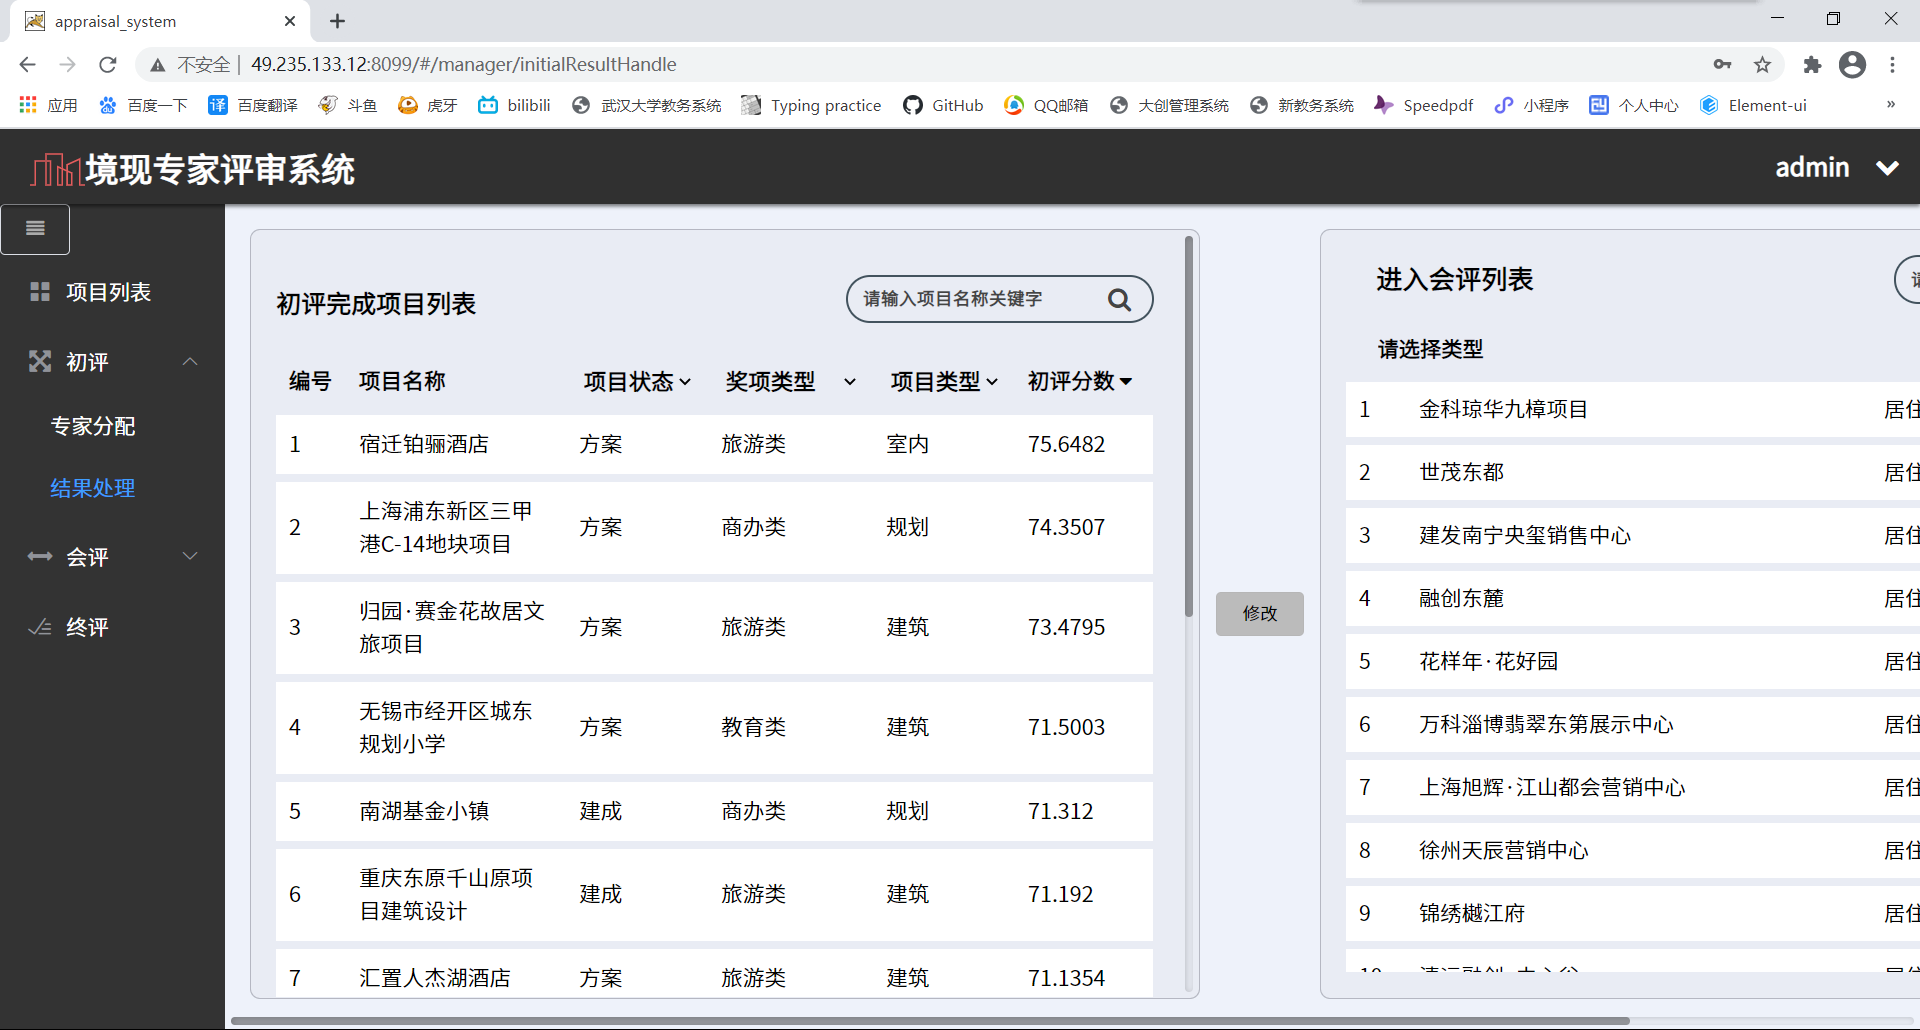 appraisal_system
不安全 | 49.235.133.12:8099/#/manager/initialResultHandle
应用 百度一下 译 百度翻译 斗鱼 虎牙 bilibili 武汉大学教务系统 Typing practice GitHub QQ邮箱 大创管理系统 新教务系统 Speedpdf 小程序 个人中心 Element-ui »
境现专家评审系统
admin
项目列表
初评
专家分配
结果处理
会评
终评
初评完成项目列表
请输入项目名称关键字
编号 项目名称 项目状态 奖项类型 项目类型 初评分数
1 宿迁铂骊酒店 方案 旅游类 室内 75.6482
2 上海浦东新区三甲
港C-14地块项目 方案 商办类 规划 74.3507
3 归园·赛金花故居文
旅项目 方案 旅游类 建筑 73.4795
4 无锡市经开区城东
规划小学 方案 教育类 建筑 71.5003
5 南湖基金小镇 建成 商办类 规划 71.312
6 重庆东原千山原项
目建筑设计 建成 旅游类 建筑 71.192
7 汇置人杰湖酒店 方案 旅游类 建筑 71.1354
修改
进入会评列表
请选择类型
1 金科琼华九樟项目 居住
2 世茂东都 居住
3 建发南宁央玺销售中心 居住
4 融创东麓 居住
5 花样年·花好园 居住
6 万科淄博翡翠东第展示中心 居住
7 上海旭辉·江山都会营销中心 居住
8 徐州天辰营销中心 居住
9 锦绣樾江府 居住